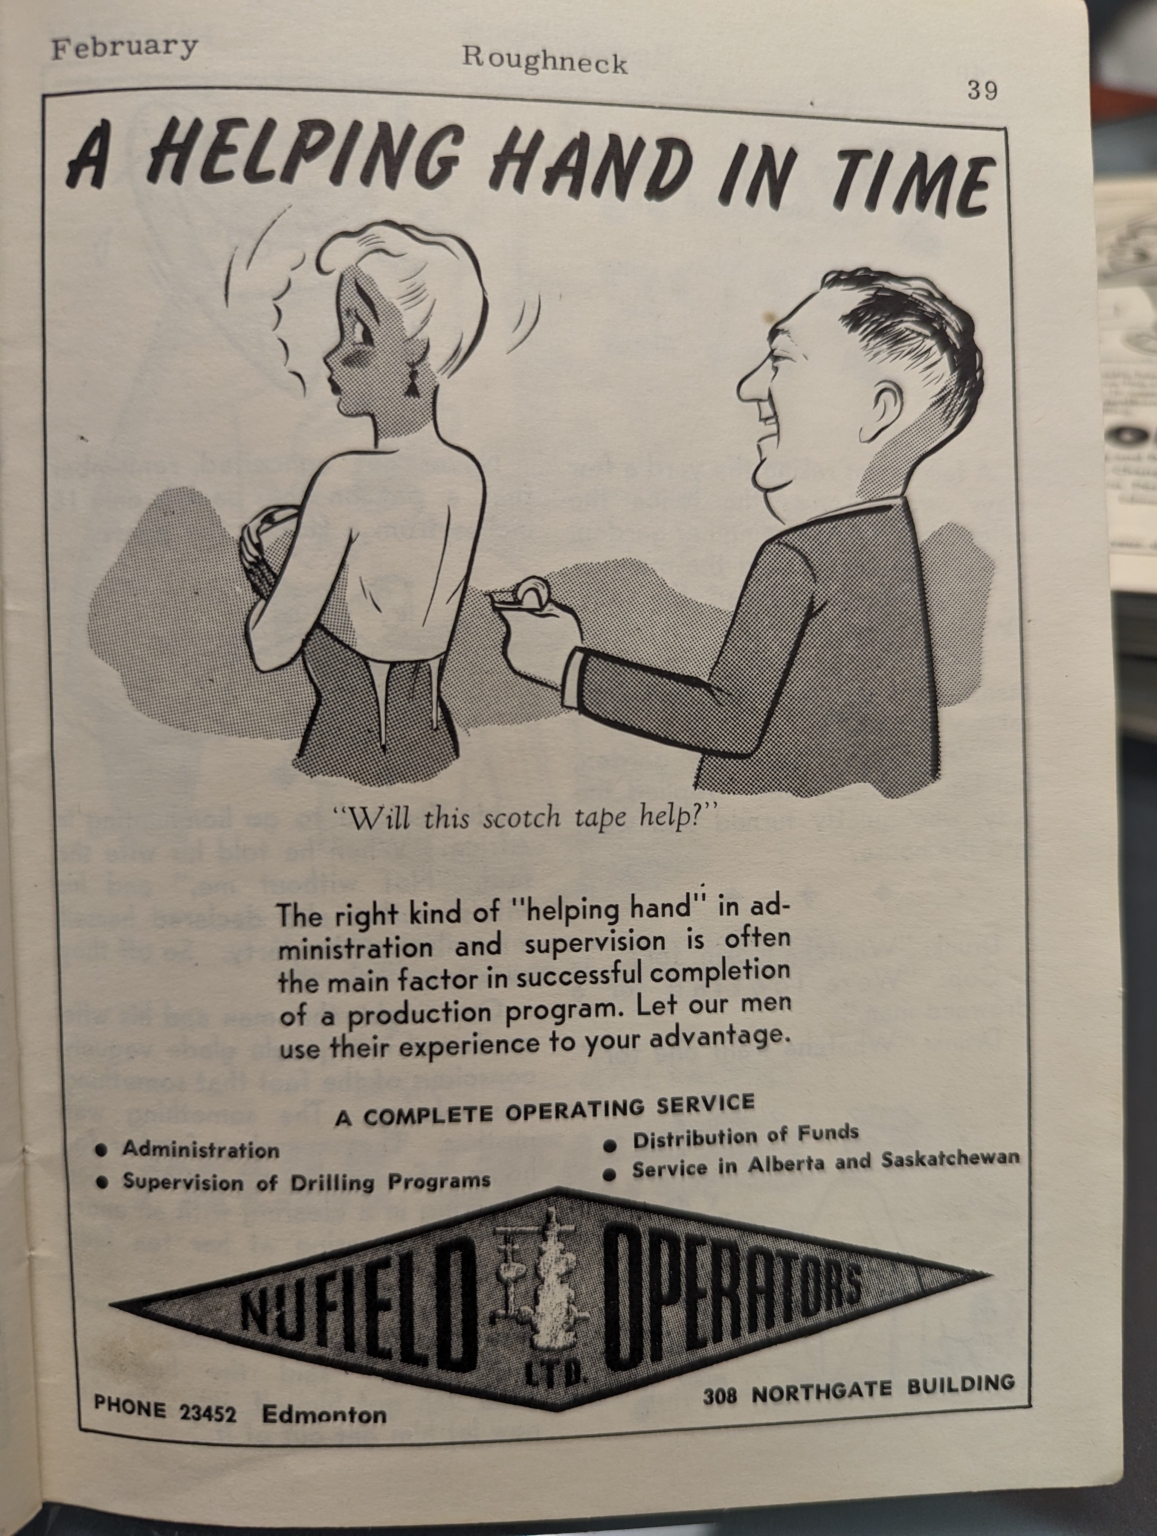 February
Roughneck
39
A HELPING HAND IN TIME
“Will this scotch tape help?”
The right kind of "helping hand" in ad-
ministration and supervision is often
the main factor in successful completion
of a production program. Let our men
use their experience to your advantage.
A COMPLETE OPERATING SERVICE
• Administration
• Supervision of Drilling Programs
• Distribution of Funds
• Service in Alberta and Saskatchewan
NUFIELD OPERATORS
LTD.
PHONE 23452 Edmonton
308 NORTHGATE BUILDING